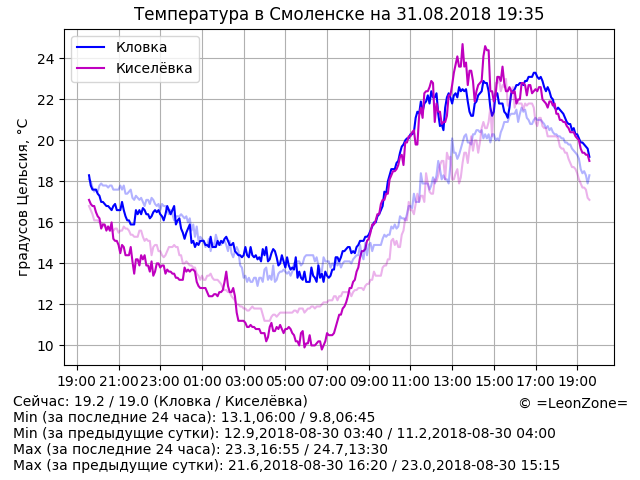 Температура в Смоленске на 31.08.2018 19:35
Кловка
Киселёвка
градусов Цельсия, °C
24
22
20
18
16
14
12
10
19:00 21:00 23:00 01:00 03:00 05:00 07:00 09:00 11:00 13:00 15:00 17:00 19:00
Сейчас: 19.2 / 19.0 (Кловка / Киселёвка)
© =LeonZone=
Min (за последние 24 часа): 13.1,06:00 / 9.8,06:45
Min (за предыдущие сутки): 12.9,2018-08-30 03:40 / 11.2,2018-08-30 04:00
Max (за последние 24 часа): 23.3,16:55 / 24.7,13:30
Max (за предыдущие сутки): 21.6,2018-08-30 16:20 / 23.0,2018-08-30 15:15